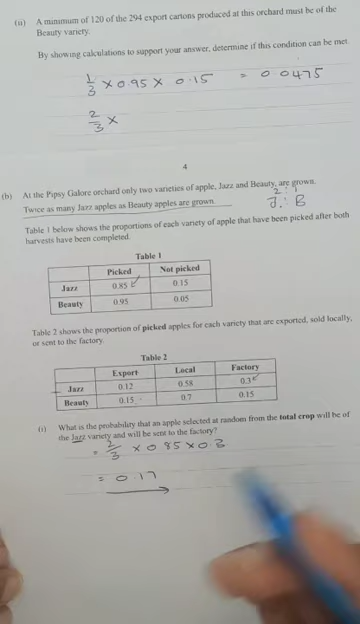 (ii) A minimum of 120 of the 294 export cartons produced at this orchard must be of the
Beauty variety.
By showing calculations to support your answer, determine if this condition can be met.
1/3 × 0.95 × 0.15 = 0.0475
2/3 ×
4
(b) At the Pipsy Galore orchard only two varieties of apple, Jazz and Beauty, are grown.
Twice as many Jazz apples as Beauty apples are grown.
2 : 1
J : B
Table 1 below shows the proportions of each variety of apple that have been picked after both
harvests have been completed.
Table 1
Picked Not picked
Jazz 0.85 0.15
Beauty 0.95 0.05
Table 2 shows the proportion of picked apples for each variety that are exported, sold locally,
or sent to the factory.
Table 2
Export Local Factory
Jazz 0.12 0.58 0.3
Beauty 0.15 0.7 0.15
(i) What is the probability that an apple selected at random from the total crop will be of
the Jazz variety and will be sent to the factory?
= 2/3 × 0.85 × 0.3
= 0.17